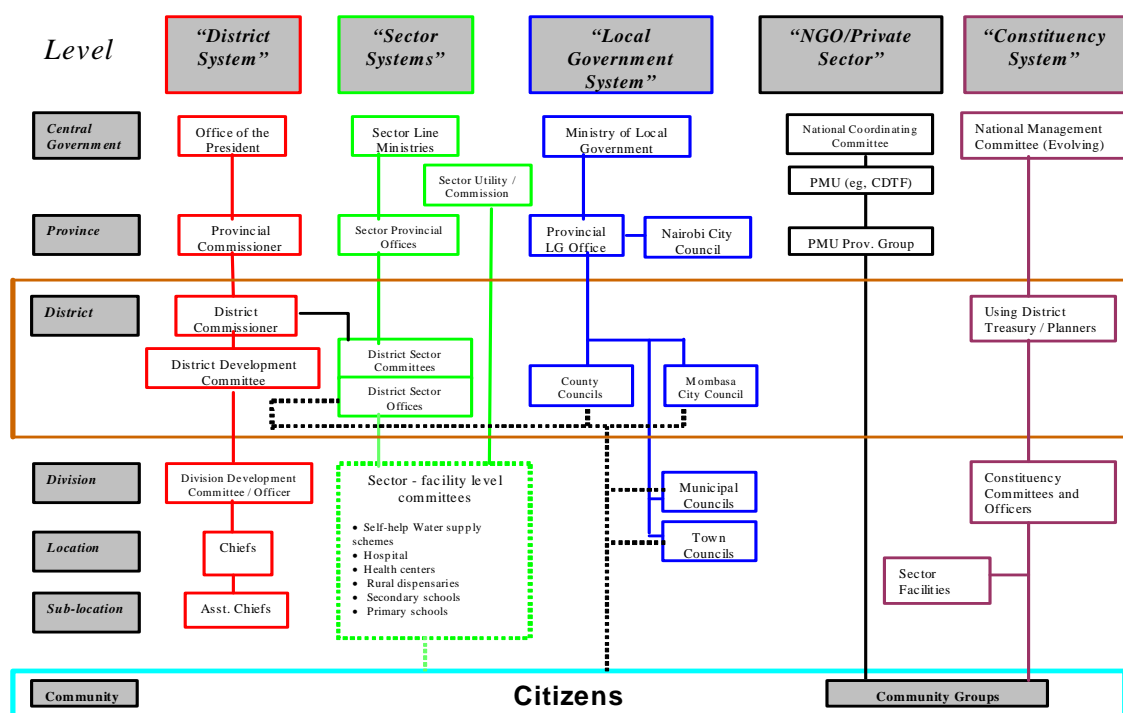 Level
“District
System”
“Sector
Systems”
“Local
Government
System”
“NGO/Private
Sector”
“Constituency
System”
Central
Government
Office of the
President
Sector Line
Ministries
Ministry of Local
Government
National Coordinating
Committee
National Management
Committee (Evolving)
Sector Utility /
Commission
PMU (eg, CDTF)
Province
Provincial
Commissioner
Sector Provincial
Offices
Provincial
LG Office
Nairobi City
Council
PMU Prov. Group
District
District
Commissioner
Using District
Treasury / Planners
District Development
Committee
District Sector
Committees
District Sector
Offices
County
Councils
Mombasa
City Council
Division
Division Development
Committee / Officer
Sector - facility level
committees
• Self-help Water supply
schemes
• Hospital
• Health centers
• Rural dispensaries
• Secondary schools
• Primary schools
Municipal
Councils
Constituency
Committees and
Officers
Location
Chiefs
Town
Councils
Sector
Facilities
Sub-location
Asst. Chiefs
Community
Citizens
Community Groups